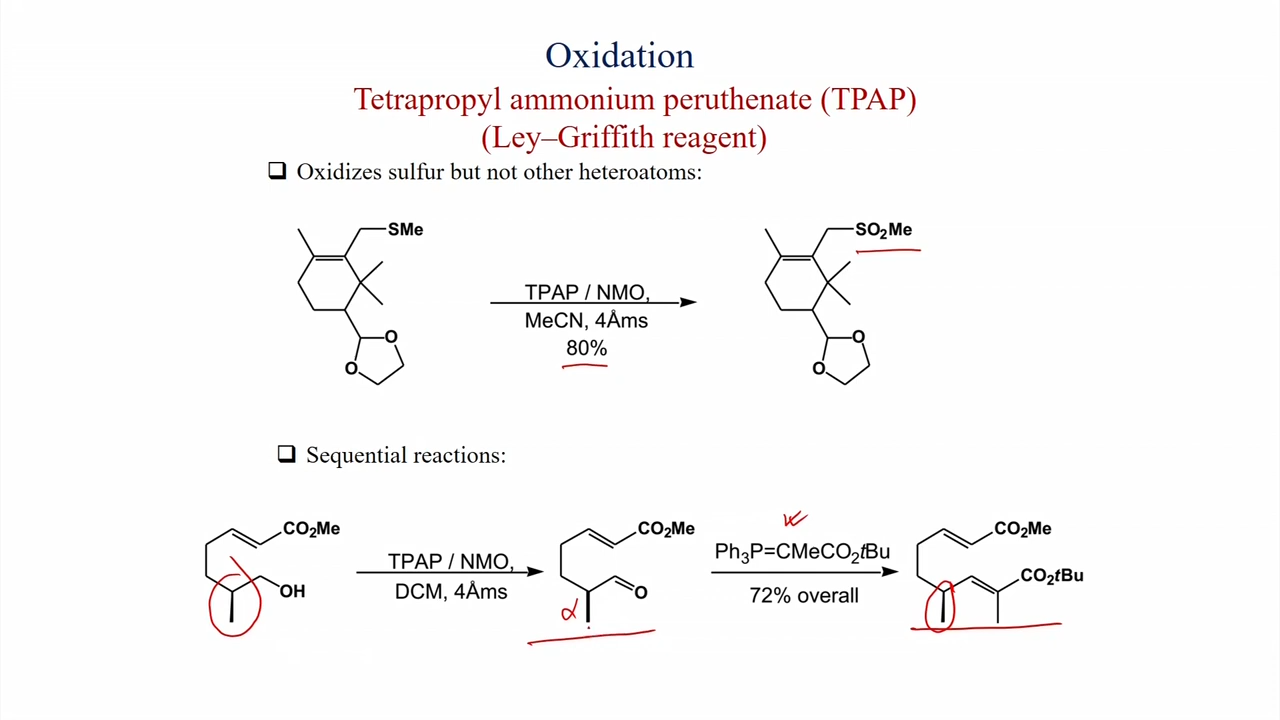 Oxidation
Tetrapropyl ammonium peruthenate (TPAP)
(Ley–Griffith reagent)
❑ Oxidizes sulfur but not other heteroatoms:
SMe
SO₂Me
TPAP / NMO,
MeCN, 4Åms
80%
O
O
O
O
❑ Sequential reactions:
CO₂Me
OH
TPAP / NMO,
DCM, 4Åms
CO₂Me
O
α
Ph₃P=CMeCO₂tBu
72% overall
CO₂Me
CO₂tBu